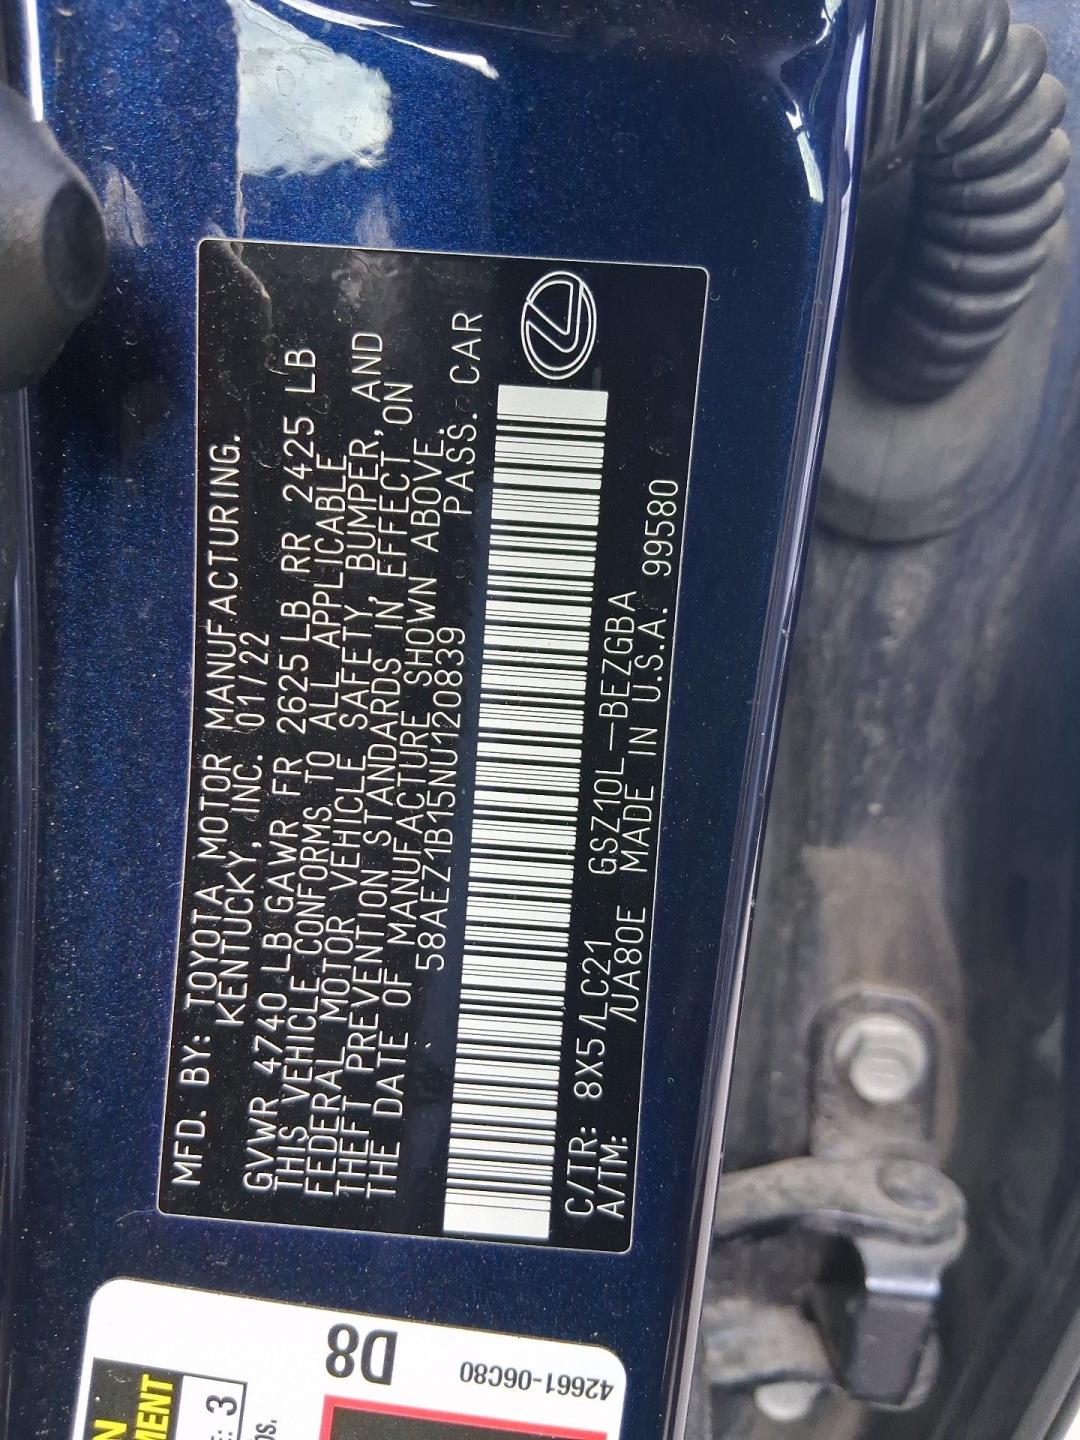 MFD. BY: TOYOTA MOTOR MANUFACTURING.
KENTUCKY, INC. 01/22
GVWR 4740 LB GAWR FR 2625 LB RR 2425 LB
THIS VEHICLE CONFORMS TO ALL APPLICABLE
FEDERAL MOTOR VEHICLE SAFETY, BUMPER, AND
THEFT PREVENTION STANDARDS IN EFFECT ON
THE DATE OF MANUFACTURE SHOWN ABOVE.
58AEZ1B15NU120839 PASS. CAR
C/TR: 8X5/LC21 GSZ10L-BEZGBA
A/TM: /UA80E MADE IN U.S.A. 99580
D8
42661-06C80
3